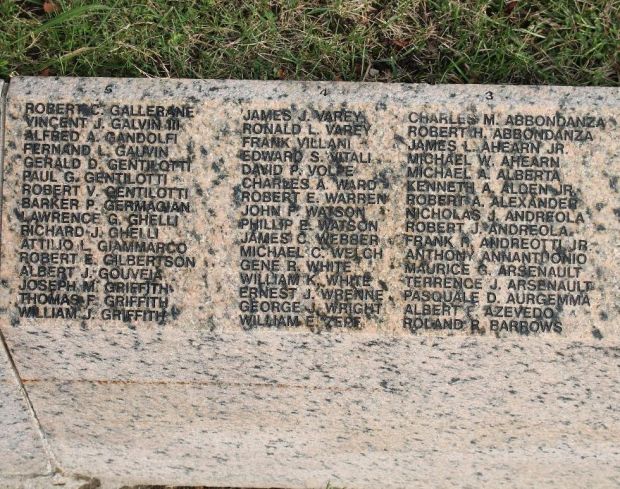 5
ROBERT C. GALLERANE
VINCENT J. GALVIN III
ALFRED A. GANDOLFI
FERNAND L. GAUVIN
GERALD D. GENTILOTTI
PAUL G. GENTILOTTI
ROBERT V. GENTILOTTI
BARKER P. GERMAGIAN
LAWRENCE G. GHELLI
RICHARD J. GHELLI
ATTILIO L. GIAMMARCO
ROBERT E. GILBERTSON
ALBERT J. GOUVEIA
JOSEPH M. GRIFFITH
THOMAS F. GRIFFITH
WILLIAM J. GRIFFITH
4
JAMES J. VAREY
RONALD L. VAREY
FRANK VILLANI
EDWARD S. VITALI
DAVID P. VOLPE
CHARLES A. WARD
ROBERT E. WARREN
JOHN P. WATSON
PHILLIP E. WATSON
JAMES C. WEBBER
MICHAEL C. WELCH
GENE R. WHITE
WILLIAM K. WHITE
ERNEST J. WRENNE
GEORGE J. WRIGHT
WILLIAM ZEPF
3
CHARLES M. ABBONDANZA
ROBERT H. ABBONDANZA
JAMES L. AHEARN JR.
MICHAEL W. AHEARN
MICHAEL A. ALBERTA
KENNETH A. ALDEN JR.
ROBERT A. ALEXANDER
NICHOLAS J. ANDREOLA
ROBERT J. ANDREOLA
FRANK P. ANDREOTTI JR.
ANTHONY ANNANTONIO
MAURICE G. ARSENAULT
TERRENCE J. ARSENAULT
PASQUALE D. AURGEMMA
ALBERT F. AZEVEDO
ROLAND R. BARROWS